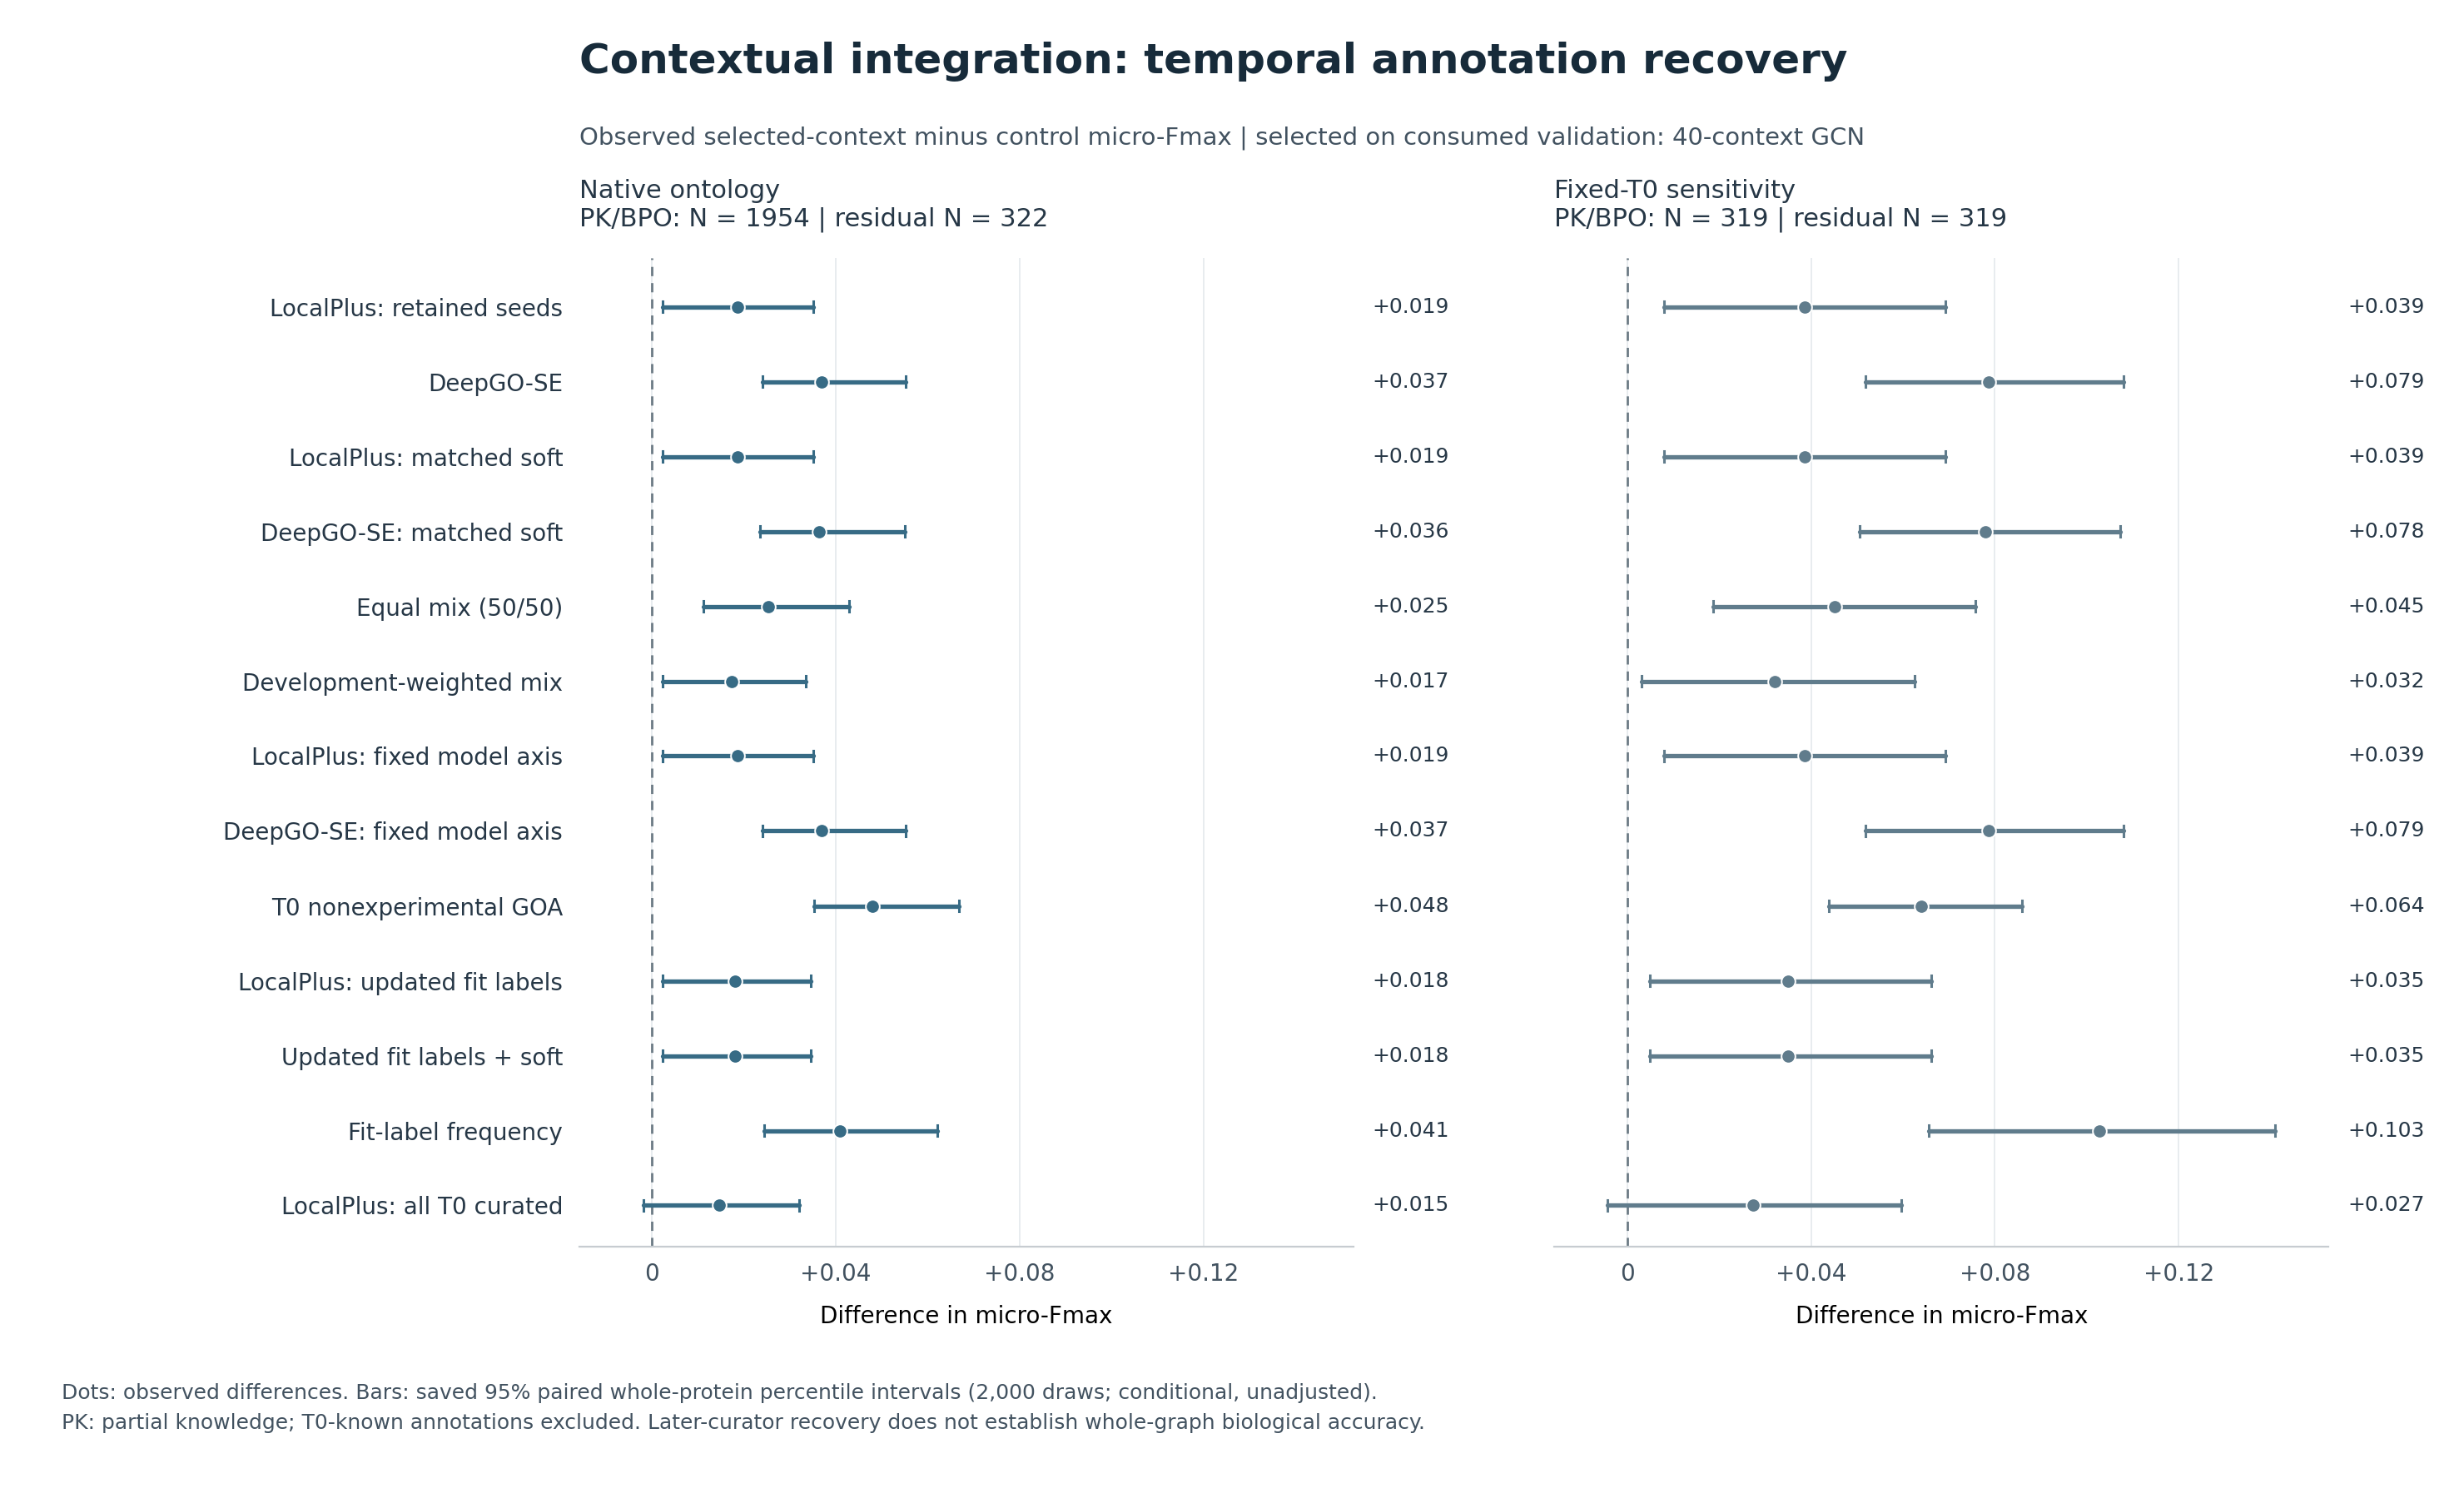 Contextual integration: temporal annotation recovery
Observed selected-context minus control micro-Fmax | selected on consumed validation: 40-context GCN
Native ontology
PK/BPO: N = 1954 | residual N = 322
Fixed-T0 sensitivity
PK/BPO: N = 319 | residual N = 319
LocalPlus: retained seeds +0.019 +0.039
DeepGO-SE +0.037 +0.079
LocalPlus: matched soft +0.019 +0.039
DeepGO-SE: matched soft +0.036 +0.078
Equal mix (50/50) +0.025 +0.045
Development-weighted mix +0.017 +0.032
LocalPlus: fixed model axis +0.019 +0.039
DeepGO-SE: fixed model axis +0.037 +0.079
T0 nonexperimental GOA +0.048 +0.064
LocalPlus: updated fit labels +0.018 +0.035
Updated fit labels + soft +0.018 +0.035
Fit-label frequency +0.041 +0.103
LocalPlus: all T0 curated +0.015 +0.027
0 +0.04 +0.08 +0.12
0 +0.04 +0.08 +0.12
Difference in micro-Fmax
Difference in micro-Fmax
Dots: observed differences. Bars: saved 95% paired whole-protein percentile intervals (2,000 draws; conditional, unadjusted).
PK: partial knowledge; T0-known annotations excluded. Later-curator recovery does not establish whole-graph biological accuracy.